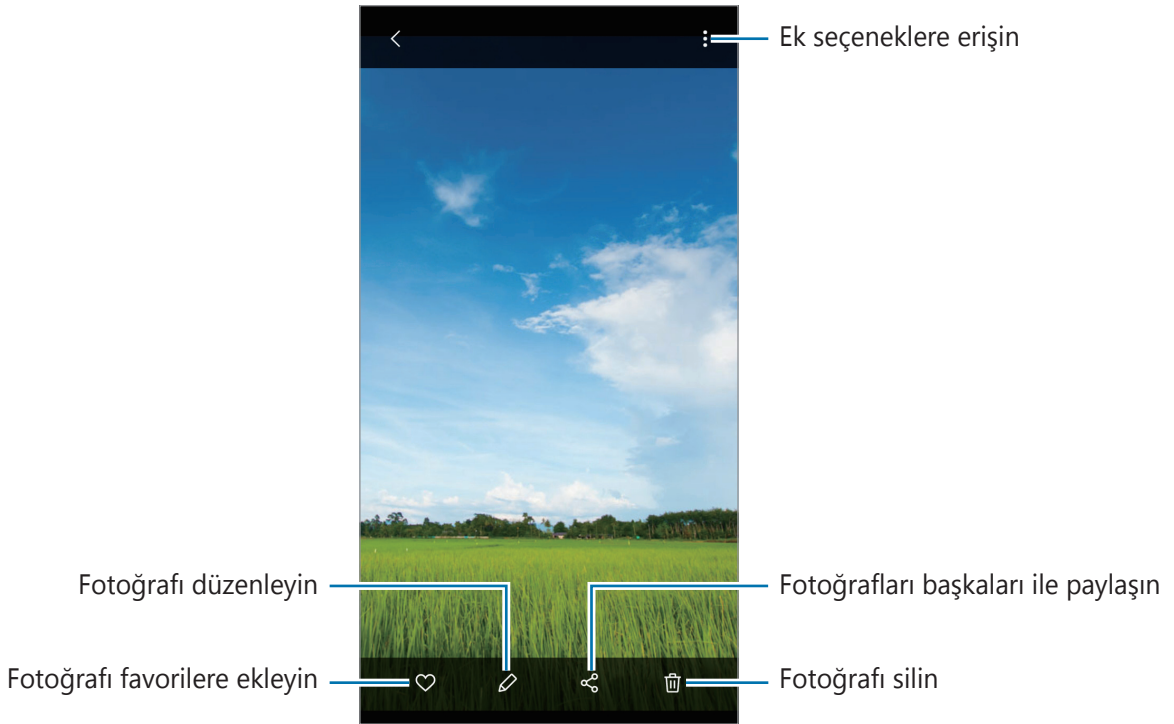 Ek seçeneklere erişin
Fotoğrafı düzenleyin
Fotoğrafları başkaları ile paylaşın
Fotoğrafı favorilere ekleyin
Fotoğrafı silin